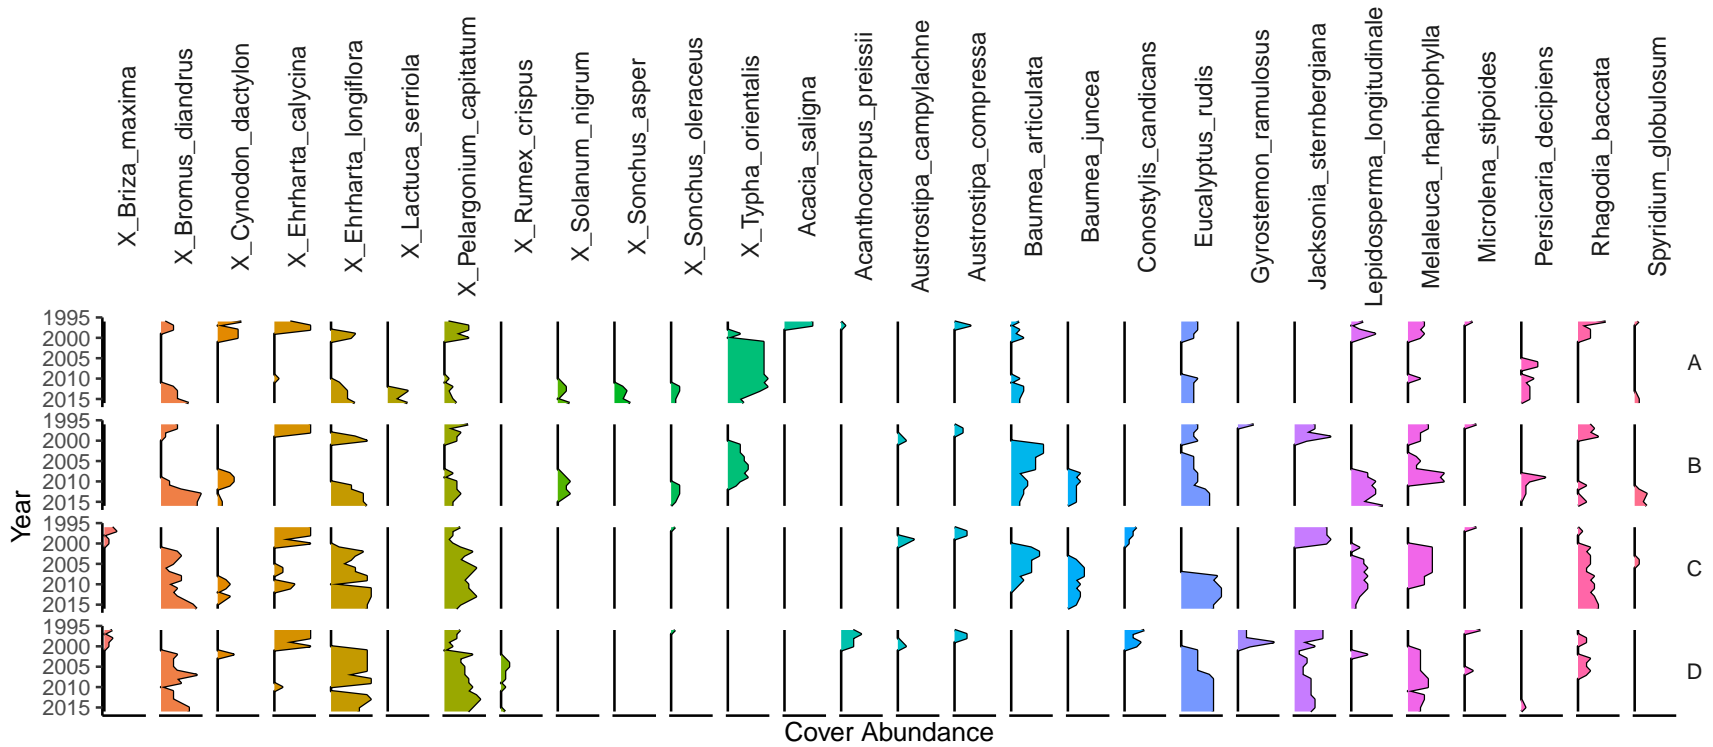 X_Briza_maxima
X_Bromus_diandrus
X_Cynodon_dactylon
X_Ehrharta_calycina
X_Ehrharta_longiflora
X_Lactuca_serriola
X_Pelargonium_capitatum
X_Rumex_crispus
X_Solanum_nigrum
X_Sonchus_asper
X_Sonchus_oleraceus
X_Typha_orientalis
Acacia_saligna
Acanthocarpus_preissii
Austrostipa_campylachne
Austrostipa_compressa
Baumea_articulata
Baumea_juncea
Conostylis_candicans
Eucalyptus_rudis
Gyrostemon_ramulosus
Jacksonia_sternbergiana
Lepidosperma_longitudinale
Melaleuca_rhaphiophylla
Microlena_stipoides
Persicaria_decipiens
Rhagodia_baccata
Spyridium_globulosum
Year
1995
2000
2005
2010
2015
A
1995
2000
2005
2010
2015
B
1995
2000
2005
2010
2015
C
1995
2000
2005
2010
2015
D
Cover Abundance